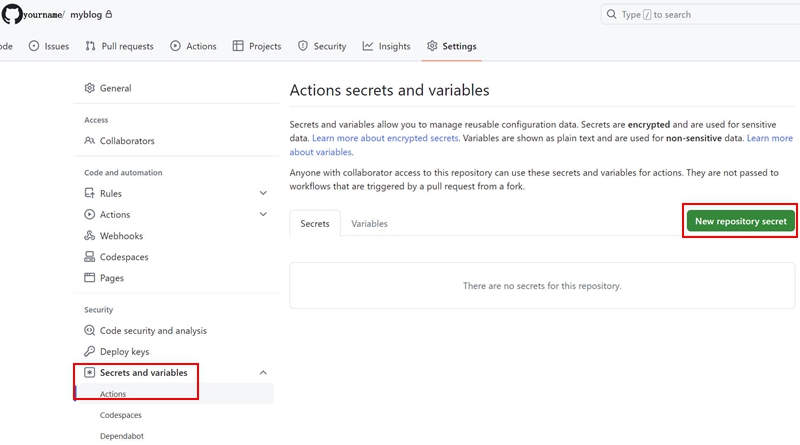 yourname/ myblog
Type / to search
ode Issues Pull requests Actions Projects Security Insights Settings
General
Access
Collaborators
Code and automation
Rules
Actions
Webhooks
Codespaces
Pages
Security
Code security and analysis
Deploy keys
Secrets and variables
Actions
Codespaces
Dependabot
Actions secrets and variables
Secrets and variables allow you to manage reusable configuration data. Secrets are encrypted and are used for sensitive
data. Learn more about encrypted secrets. Variables are shown as plain text and are used for non-sensitive data. Learn more
about variables.
Anyone with collaborator access to this repository can use these secrets and variables for actions. They are not passed to
workflows that are triggered by a pull request from a fork.
Secrets Variables
New repository secret
There are no secrets for this repository.